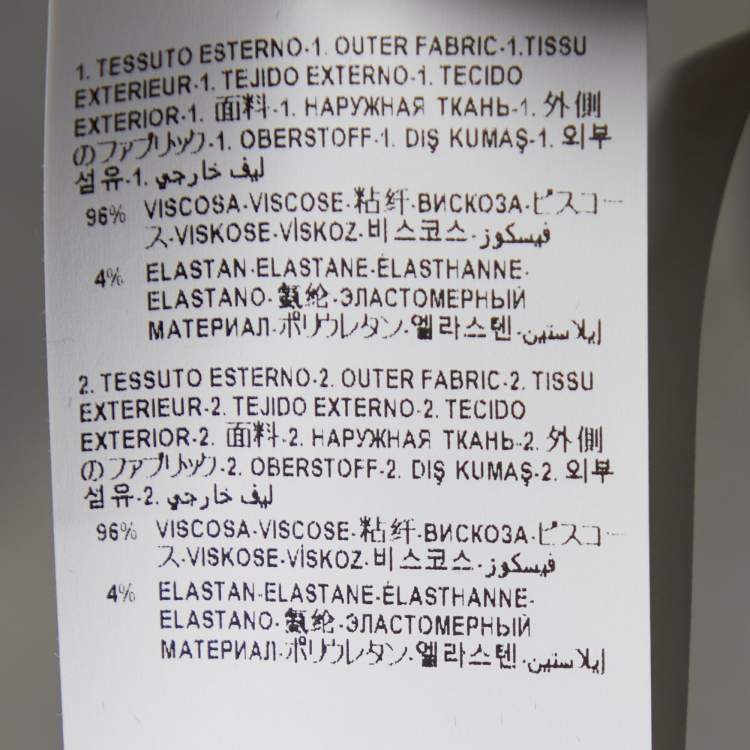 1. TESSUTO ESTERNO-1. OUTER FABRIC-1.TISSU
EXTERIEUR-1. TEJIDO EXTERNO-1. TECIDO
EXTERIOR-1. 面料-1. НАРУЖНАЯ ТКАНЬ-1. 外側
のファブリック-1. OBERSTOFF-1. DIŞ KUMAŞ-1. 외부
섬유-1. ليف خارجي
96% VISCOSA-VISCOSE-粘纤-ВИСКОЗА-ビスコー
ス-VISKOSE-VİSKOZ-비스코스-فيسكوز
4% ELASTAN-ELASTANE-ÉLASTHANNE-
ELASTANO-氨纶-ЭЛАСТОМЕРНЫЙ
МАТЕРИАЛ-ポリウレタン-엘라스텐-إيلاستين
2. TESSUTO ESTERNO-2. OUTER FABRIC-2. TISSU
EXTERIEUR-2. TEJIDO EXTERNO-2. TECIDO
EXTERIOR-2. 面料-2. НАРУЖНАЯ ТКАНЬ-2. 外側
のファブリック-2. OBERSTOFF-2. DIŞ KUMAŞ-2. 외부
섬유-2. ليف خارجي
96% VISCOSA-VISCOSE-粘纤-ВИСКОЗА-ビスコー
ス-VISKOSE-VİSKOZ-비스코스-فيسكوز
4% ELASTAN-ELASTANE-ÉLASTHANNE-
ELASTANO-氨纶-ЭЛАСТОМЕРНЫЙ
МАТЕРИАЛ-ポリウレタン-엘라스텐-إيلاستين